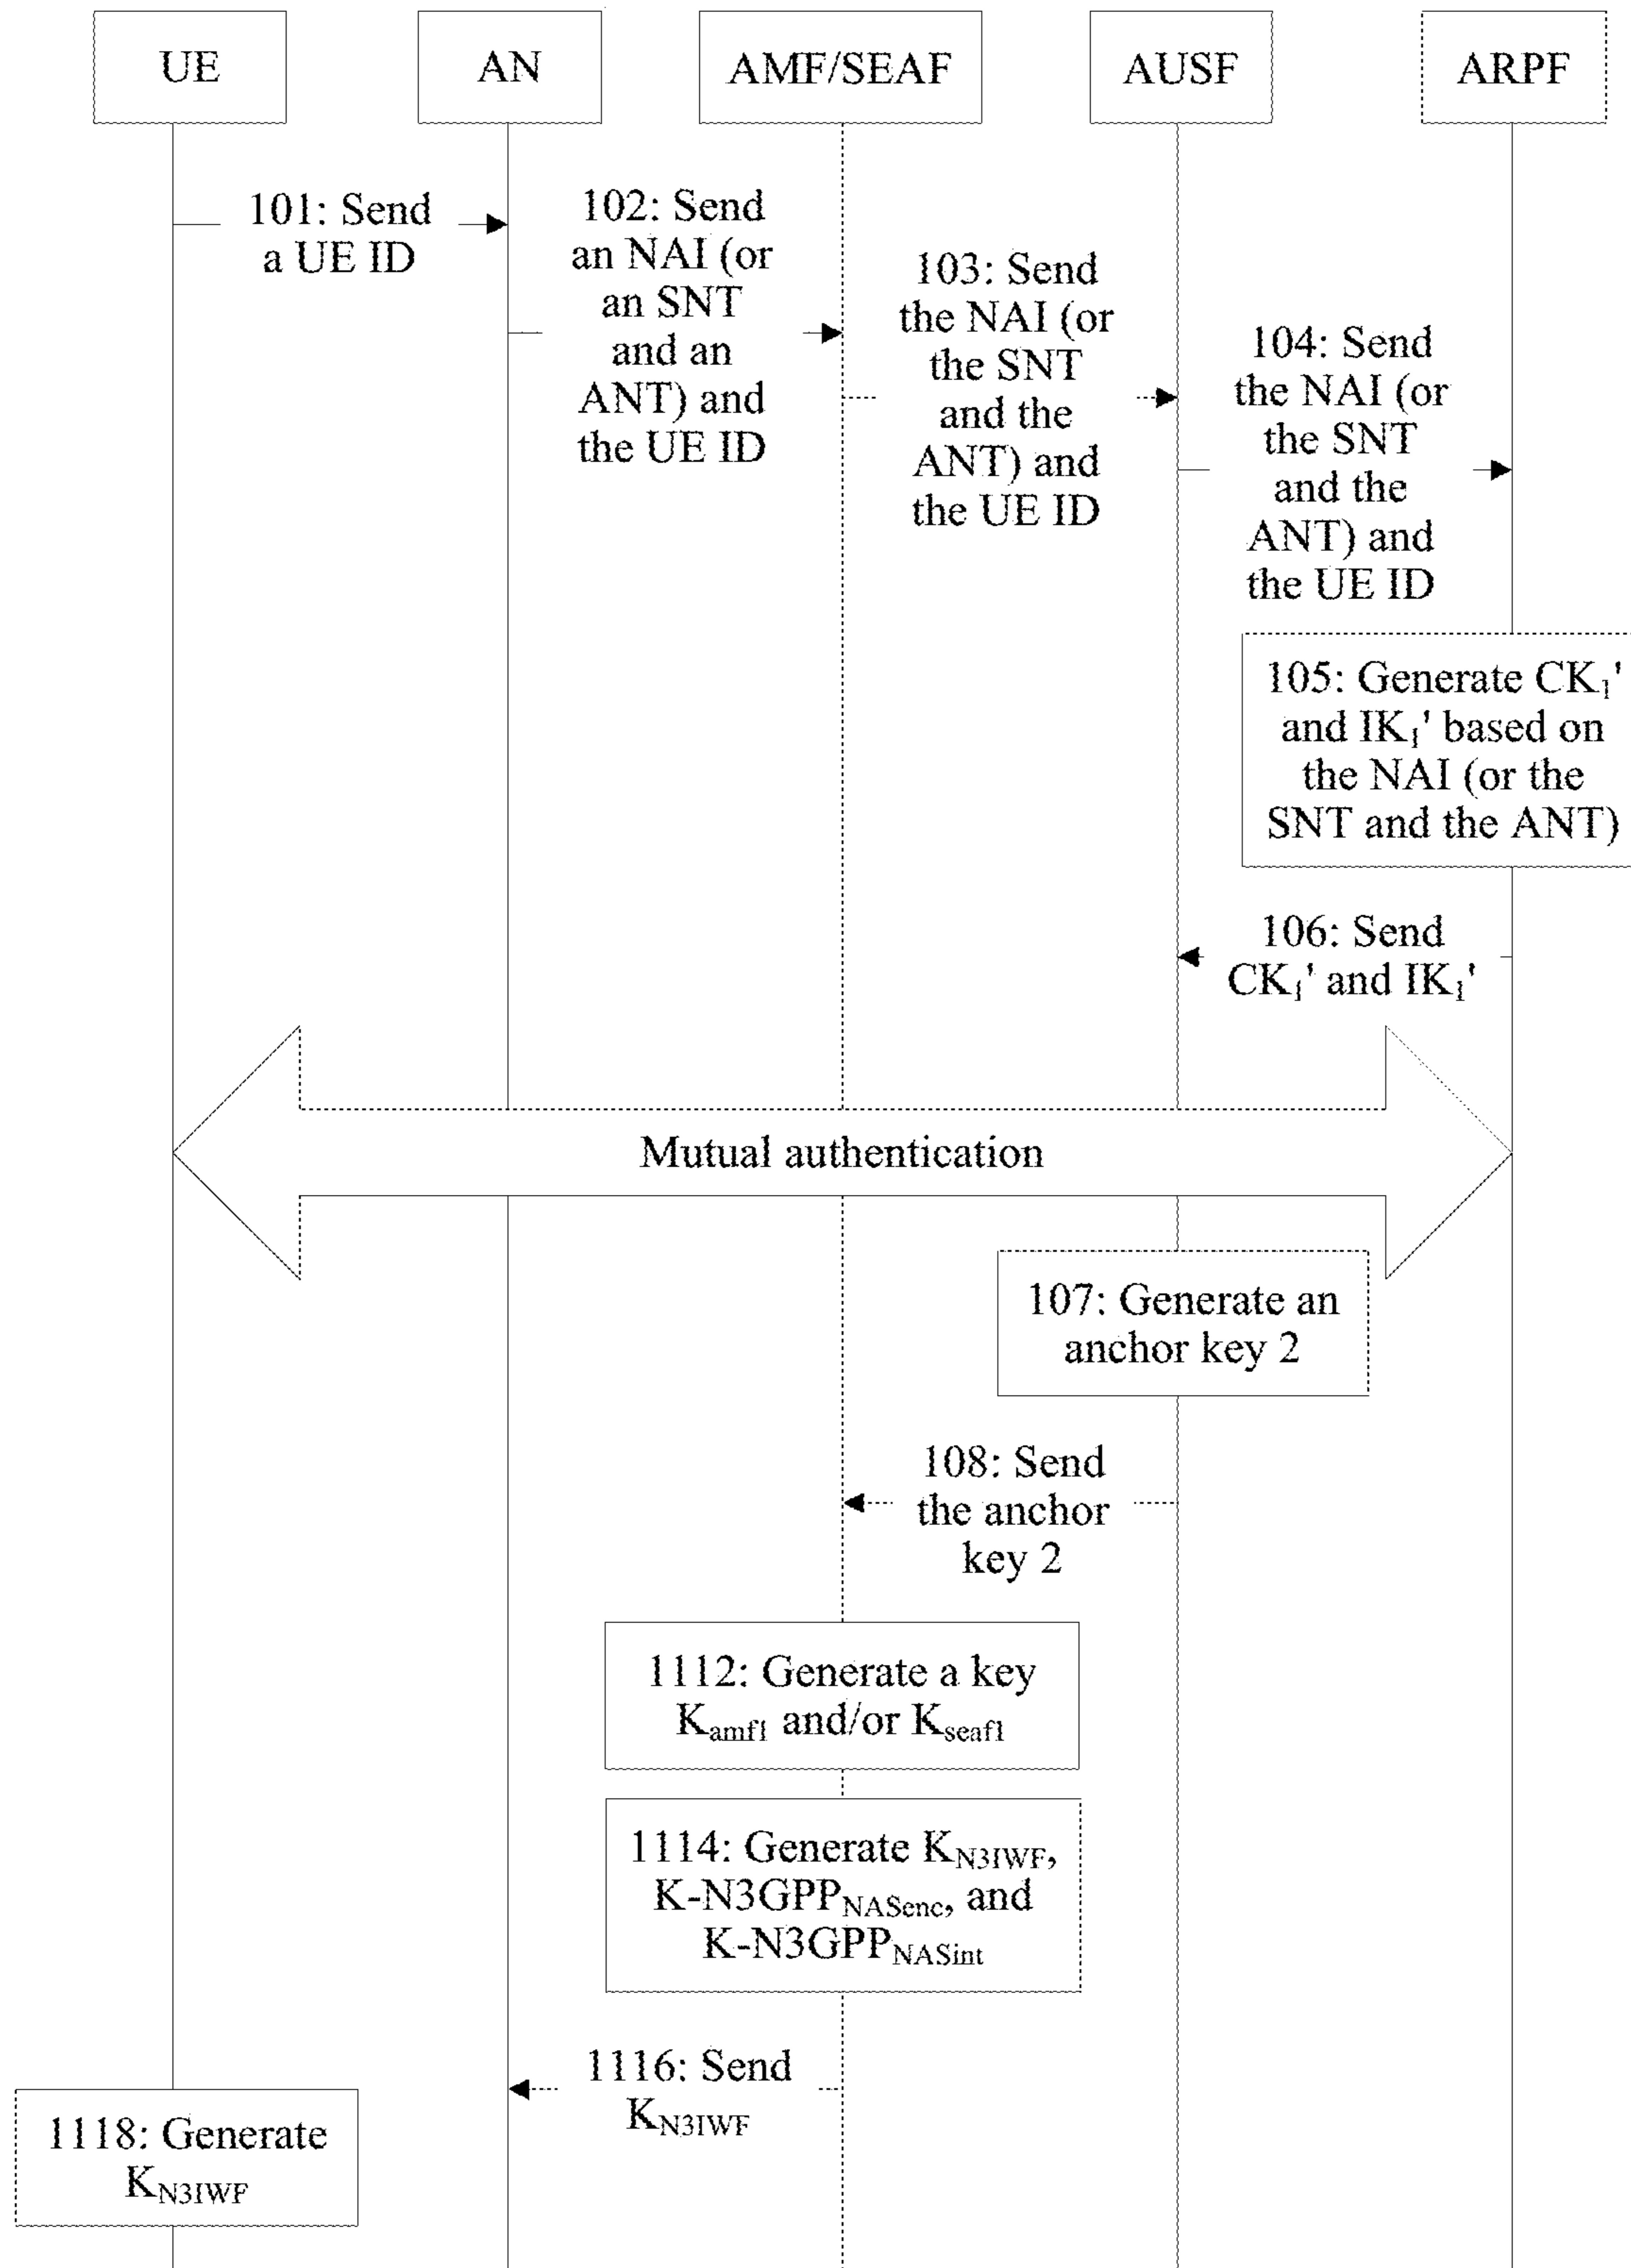 UE
AN
AMF/SEAF
AUSF
ARPF
101: Send
a UE ID
102: Send
an NAI (or
an SNT
and an
ANT) and
the UE ID
103: Send
the NAI (or
the SNT
and the
ANT) and
the UE ID
104: Send
the NAI (or
the SNT
and the
ANT) and
the UE ID
105: Generate CK₁'
and IK₁' based on
the NAI (or the
SNT and the ANT)
106: Send
CK₁' and IK₁'
Mutual authentication
107: Generate an
anchor key 2
108: Send
the anchor
key 2
1112: Generate a key
Kamf1 and/or Kseaf1
1114: Generate KN3IWF,
K-N3GPPNASenc, and
K-N3GPPNASint
1116: Send
KN3IWF
1118: Generate
KN3IWF